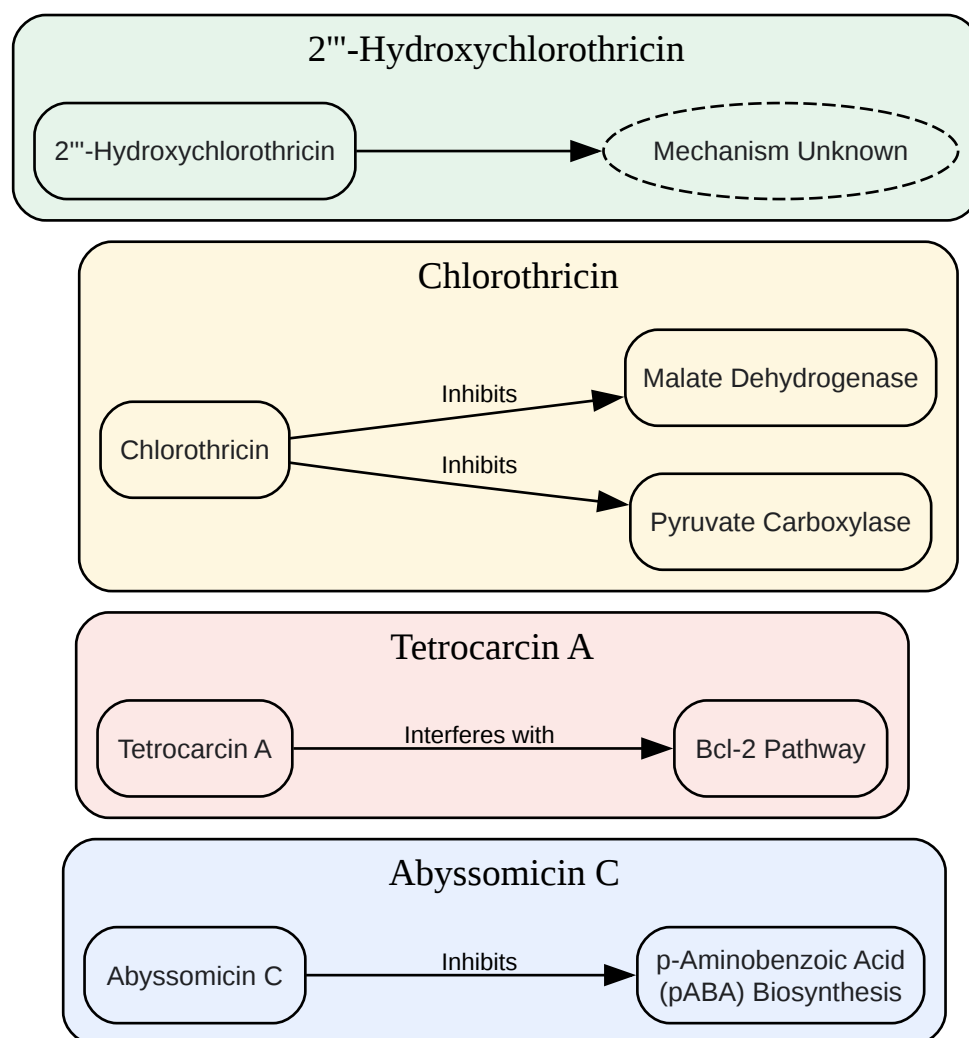 2'''-Hydroxychlorothricin
2'''-Hydroxychlorothricin
Mechanism Unknown
Chlorothricin
Chlorothricin
Inhibits
Malate Dehydrogenase
Inhibits
Pyruvate Carboxylase
Tetrocarcin A
Tetrocarcin A
Interferes with
Bcl-2 Pathway
Abyssomicin C
Abyssomicin C
Inhibits
p-Aminobenzoic Acid
(pABA) Biosynthesis